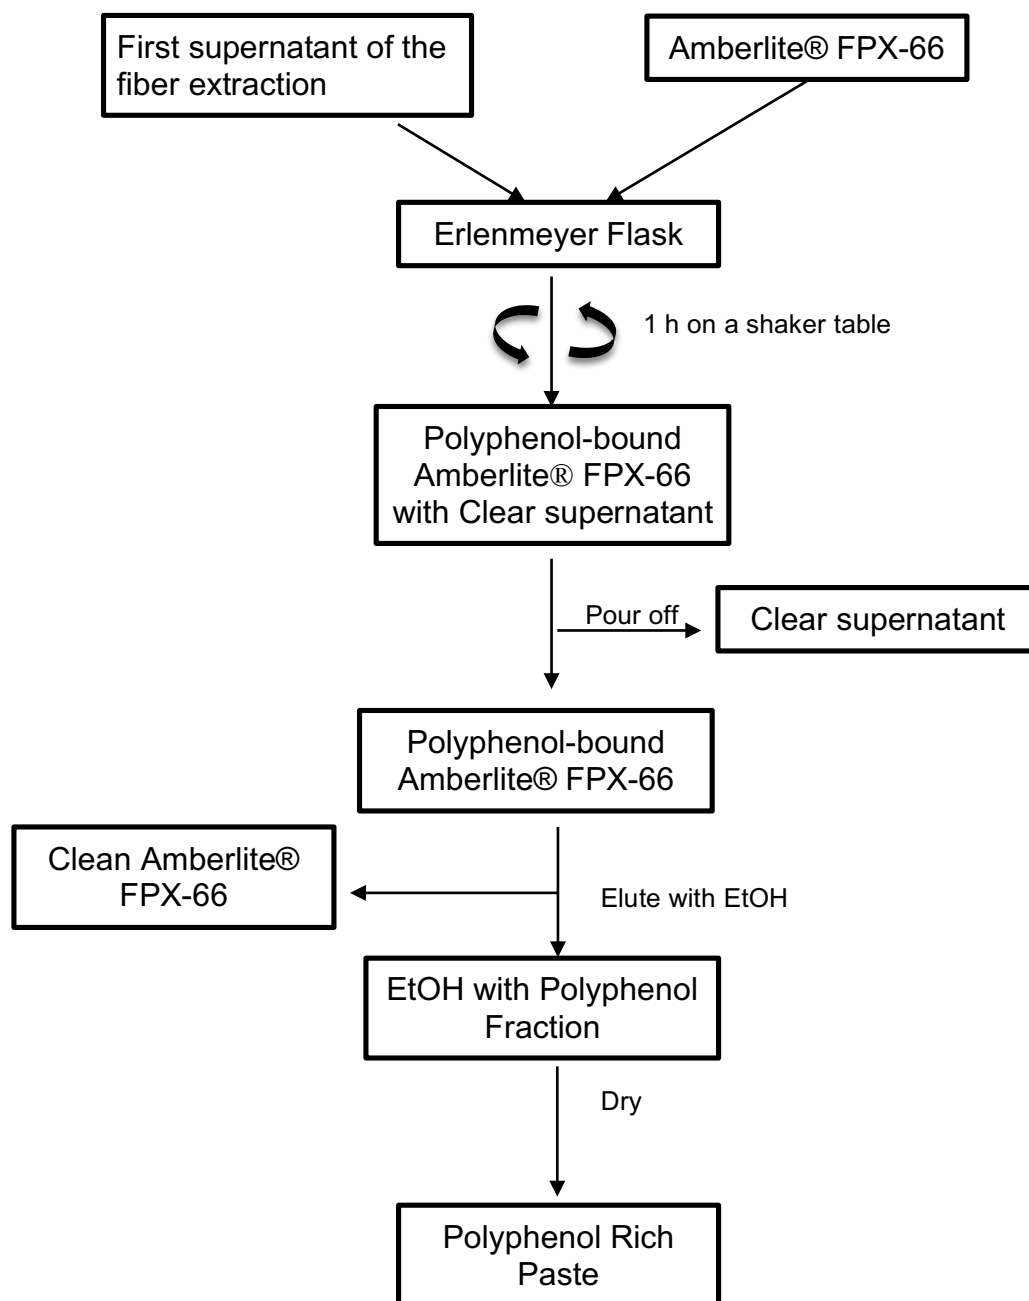 First supernatant of the
fiber extraction
Amberlite® FPX-66
Erlenmeyer Flask
1 h on a shaker table
Polyphenol-bound
Amberlite® FPX-66
with Clear supernatant
Pour off
Clear supernatant
Polyphenol-bound
Amberlite® FPX-66
Clean Amberlite®
FPX-66
Elute with EtOH
EtOH with Polyphenol
Fraction
Dry
Polyphenol Rich
Paste